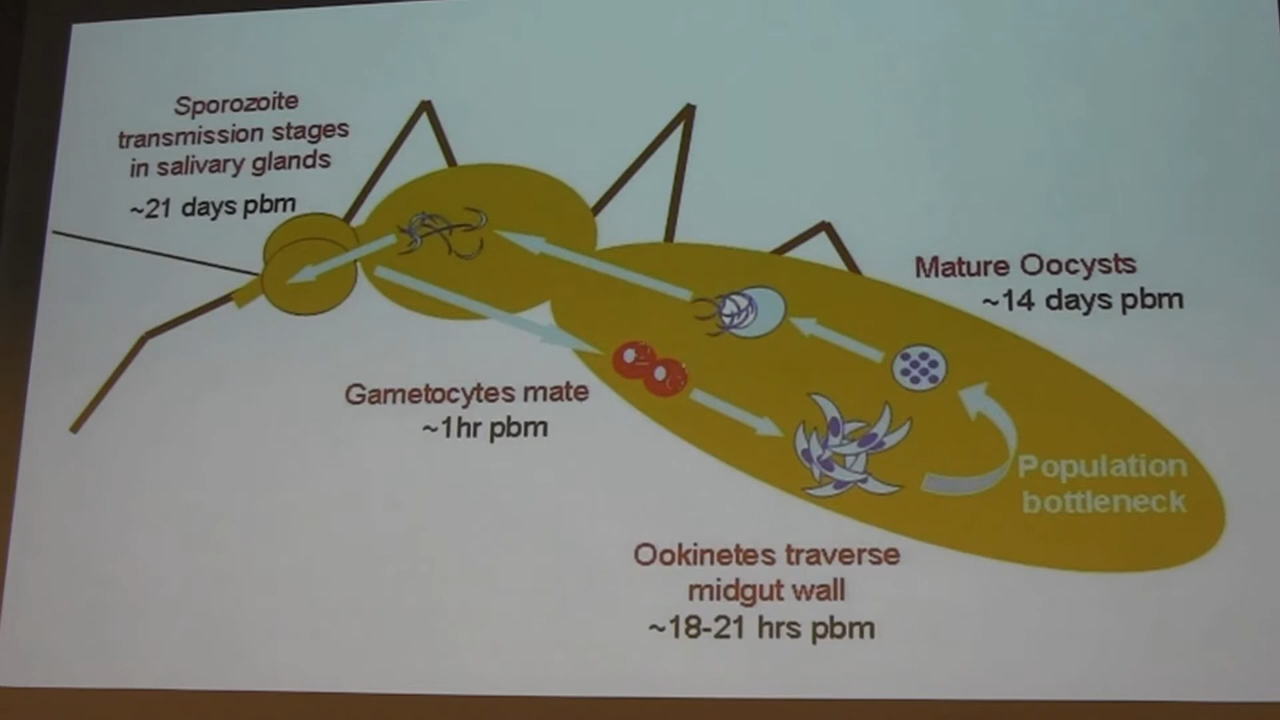 Sporozoite
transmission stages
in salivary glands
~21 days pbm
Mature Oocysts
~14 days pbm
Gametocytes mate
~1hr pbm
Population
bottleneck
Ookinetes traverse
midgut wall
~18-21 hrs pbm